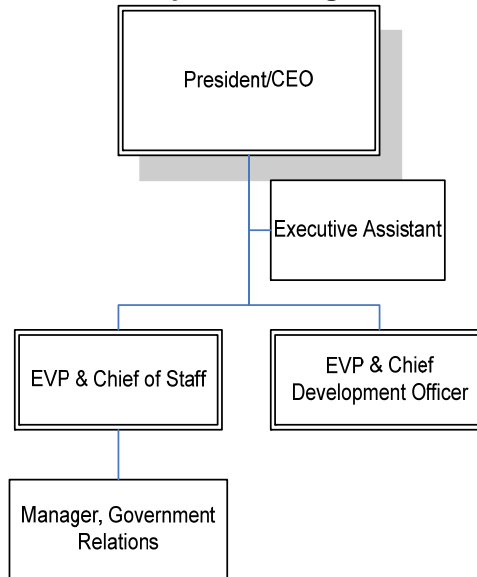 President/CEO
Executive Assistant
EVP & Chief of Staff
EVP & Chief
Development Officer
Manager, Government
Relations